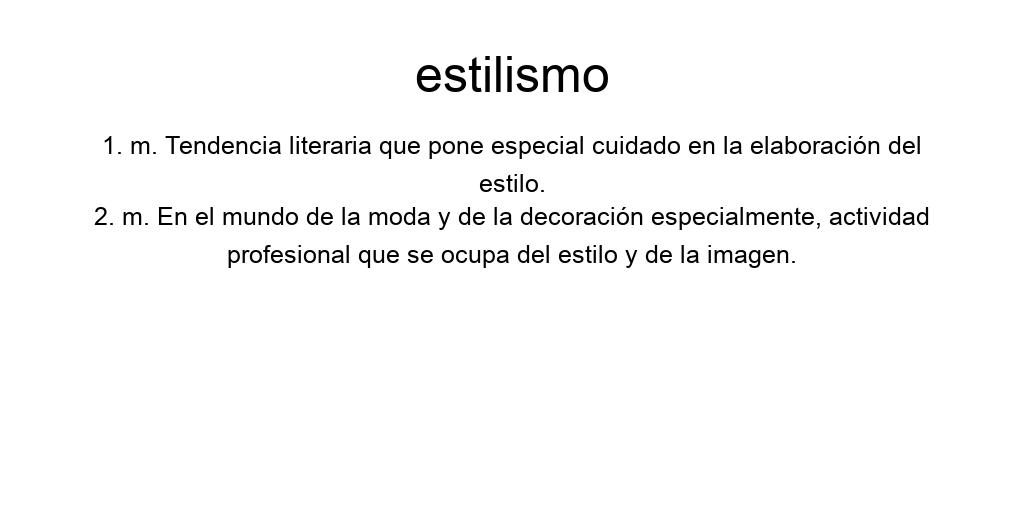 estilismo
1. m. Tendencia literaria que pone especial cuidado en la elaboración del
estilo.
2. m. En el mundo de la moda y de la decoración especialmente, actividad
profesional que se ocupa del estilo y de la imagen.